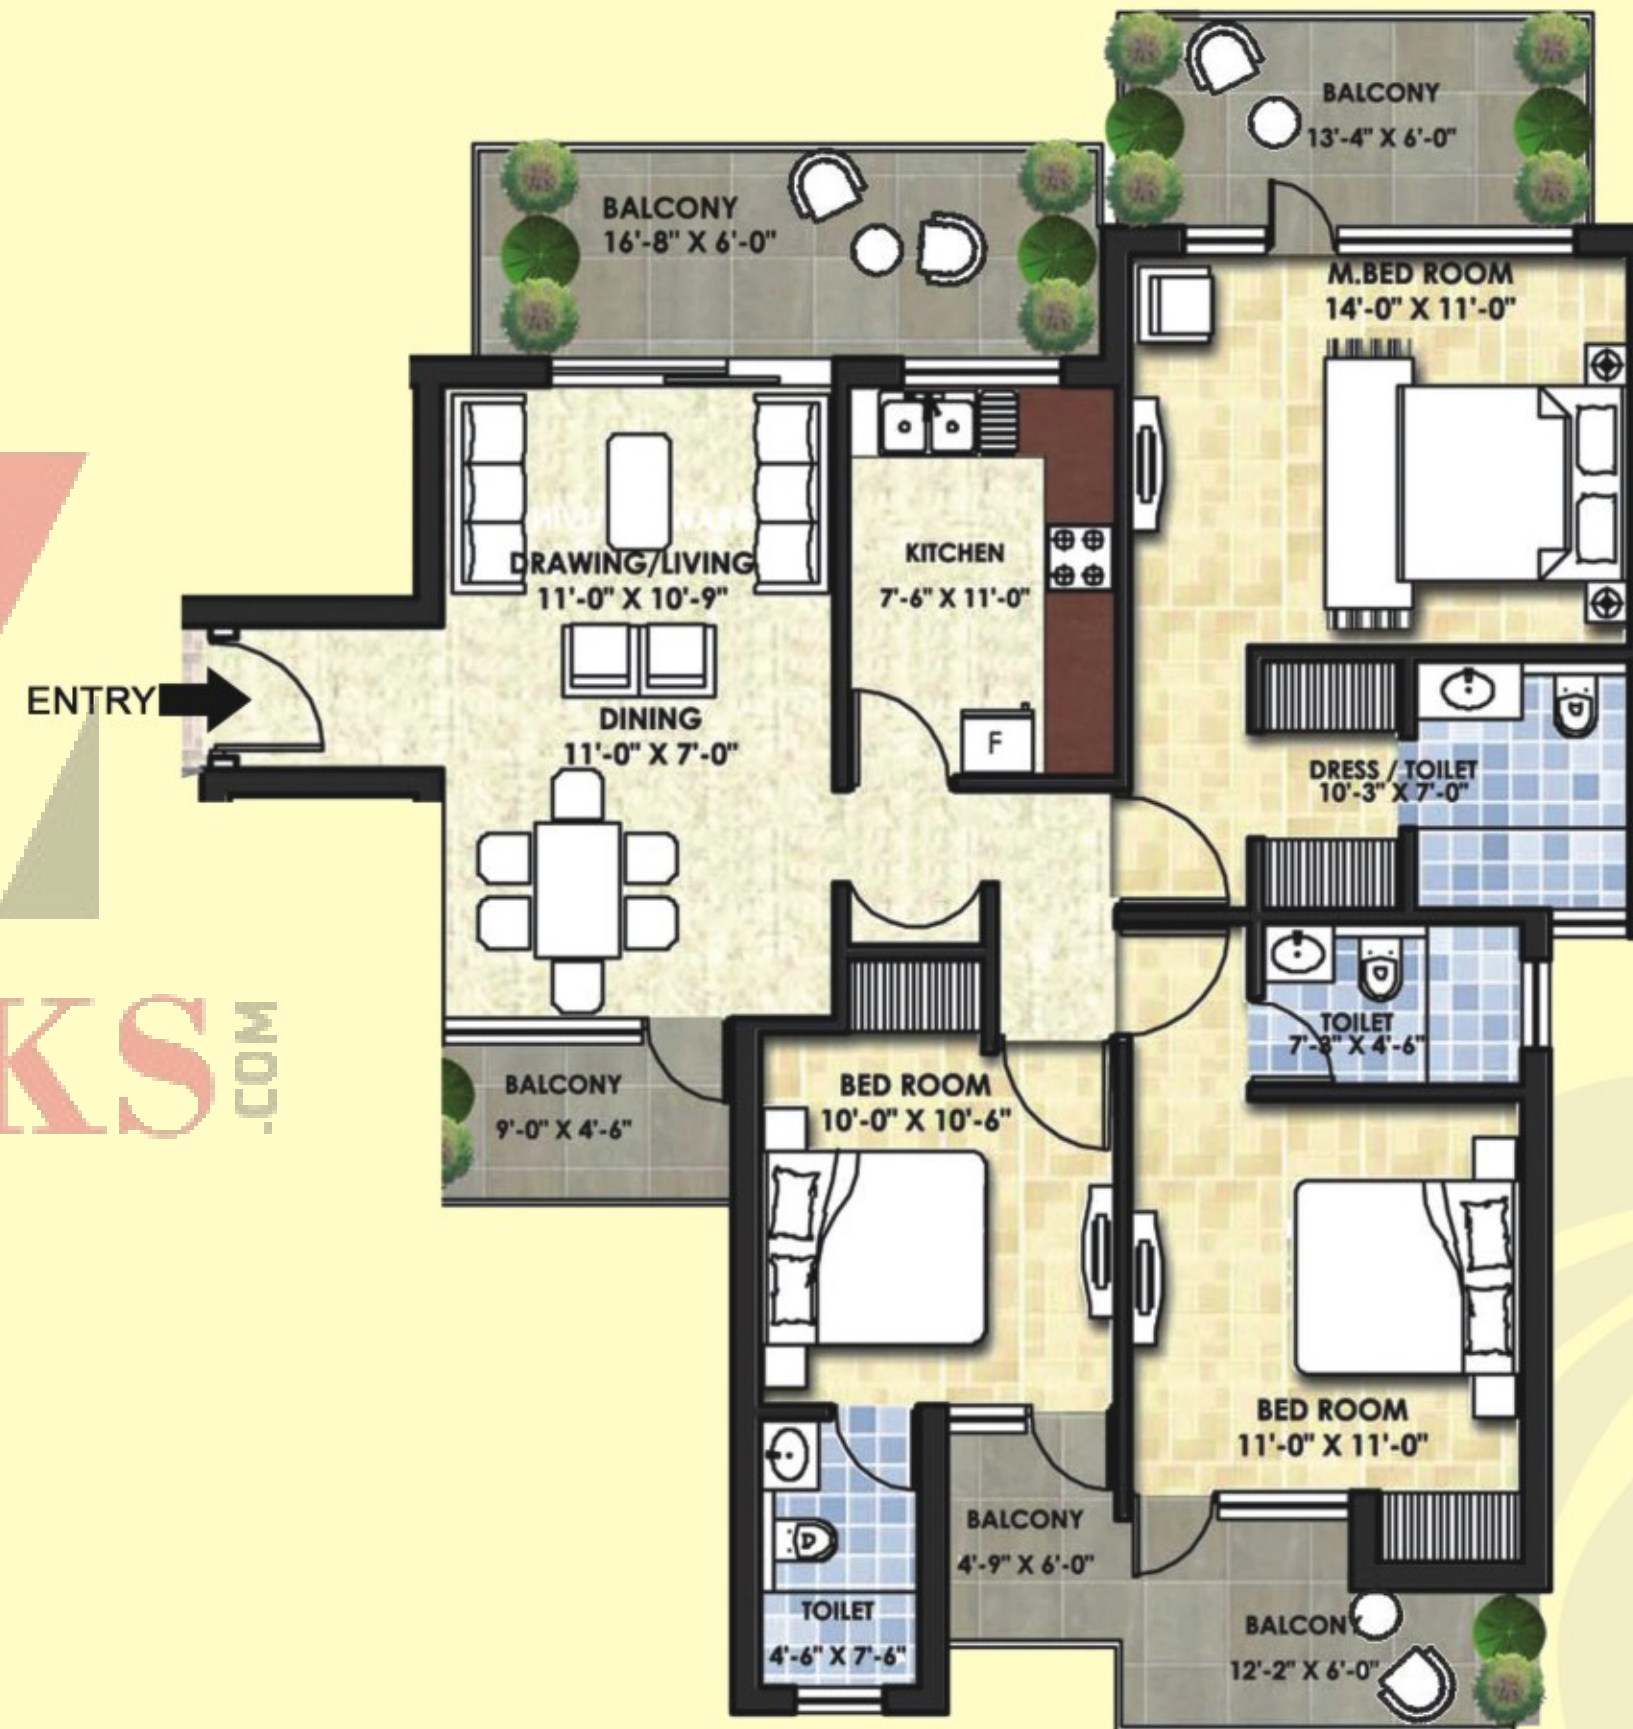 BALCONY
13'-4" X 6'-0"
BALCONY
16'-8" X 6'-0"
M.BED ROOM
14'-0" X 11'-0"
KITCHEN
7'-6" X 11'-0"
DRAWING/LIVING
11'-0" X 10'-9"
ENTRY
DINING
11'-0" X 7'-0"
F
DRESS / TOILET
10'-3" X 7'-0"
KS
.COM
TOILET
7'-3" X 4'-6"
BALCONY
9'-0" X 4'-6"
BED ROOM
10'-0" X 10'-6"
BED ROOM
11'-0" X 11'-0"
BALCONY
4'-9" X 6'-0"
TOILET
4'-6" X 7'-6"
BALCONY
12'-2" X 6'-0"